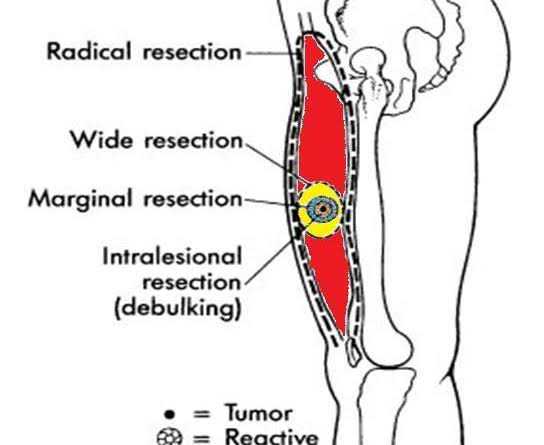 Radical resection
Wide resection
Marginal resection
Intralesional
resection
(debulking)
= Tumor
= Reactive